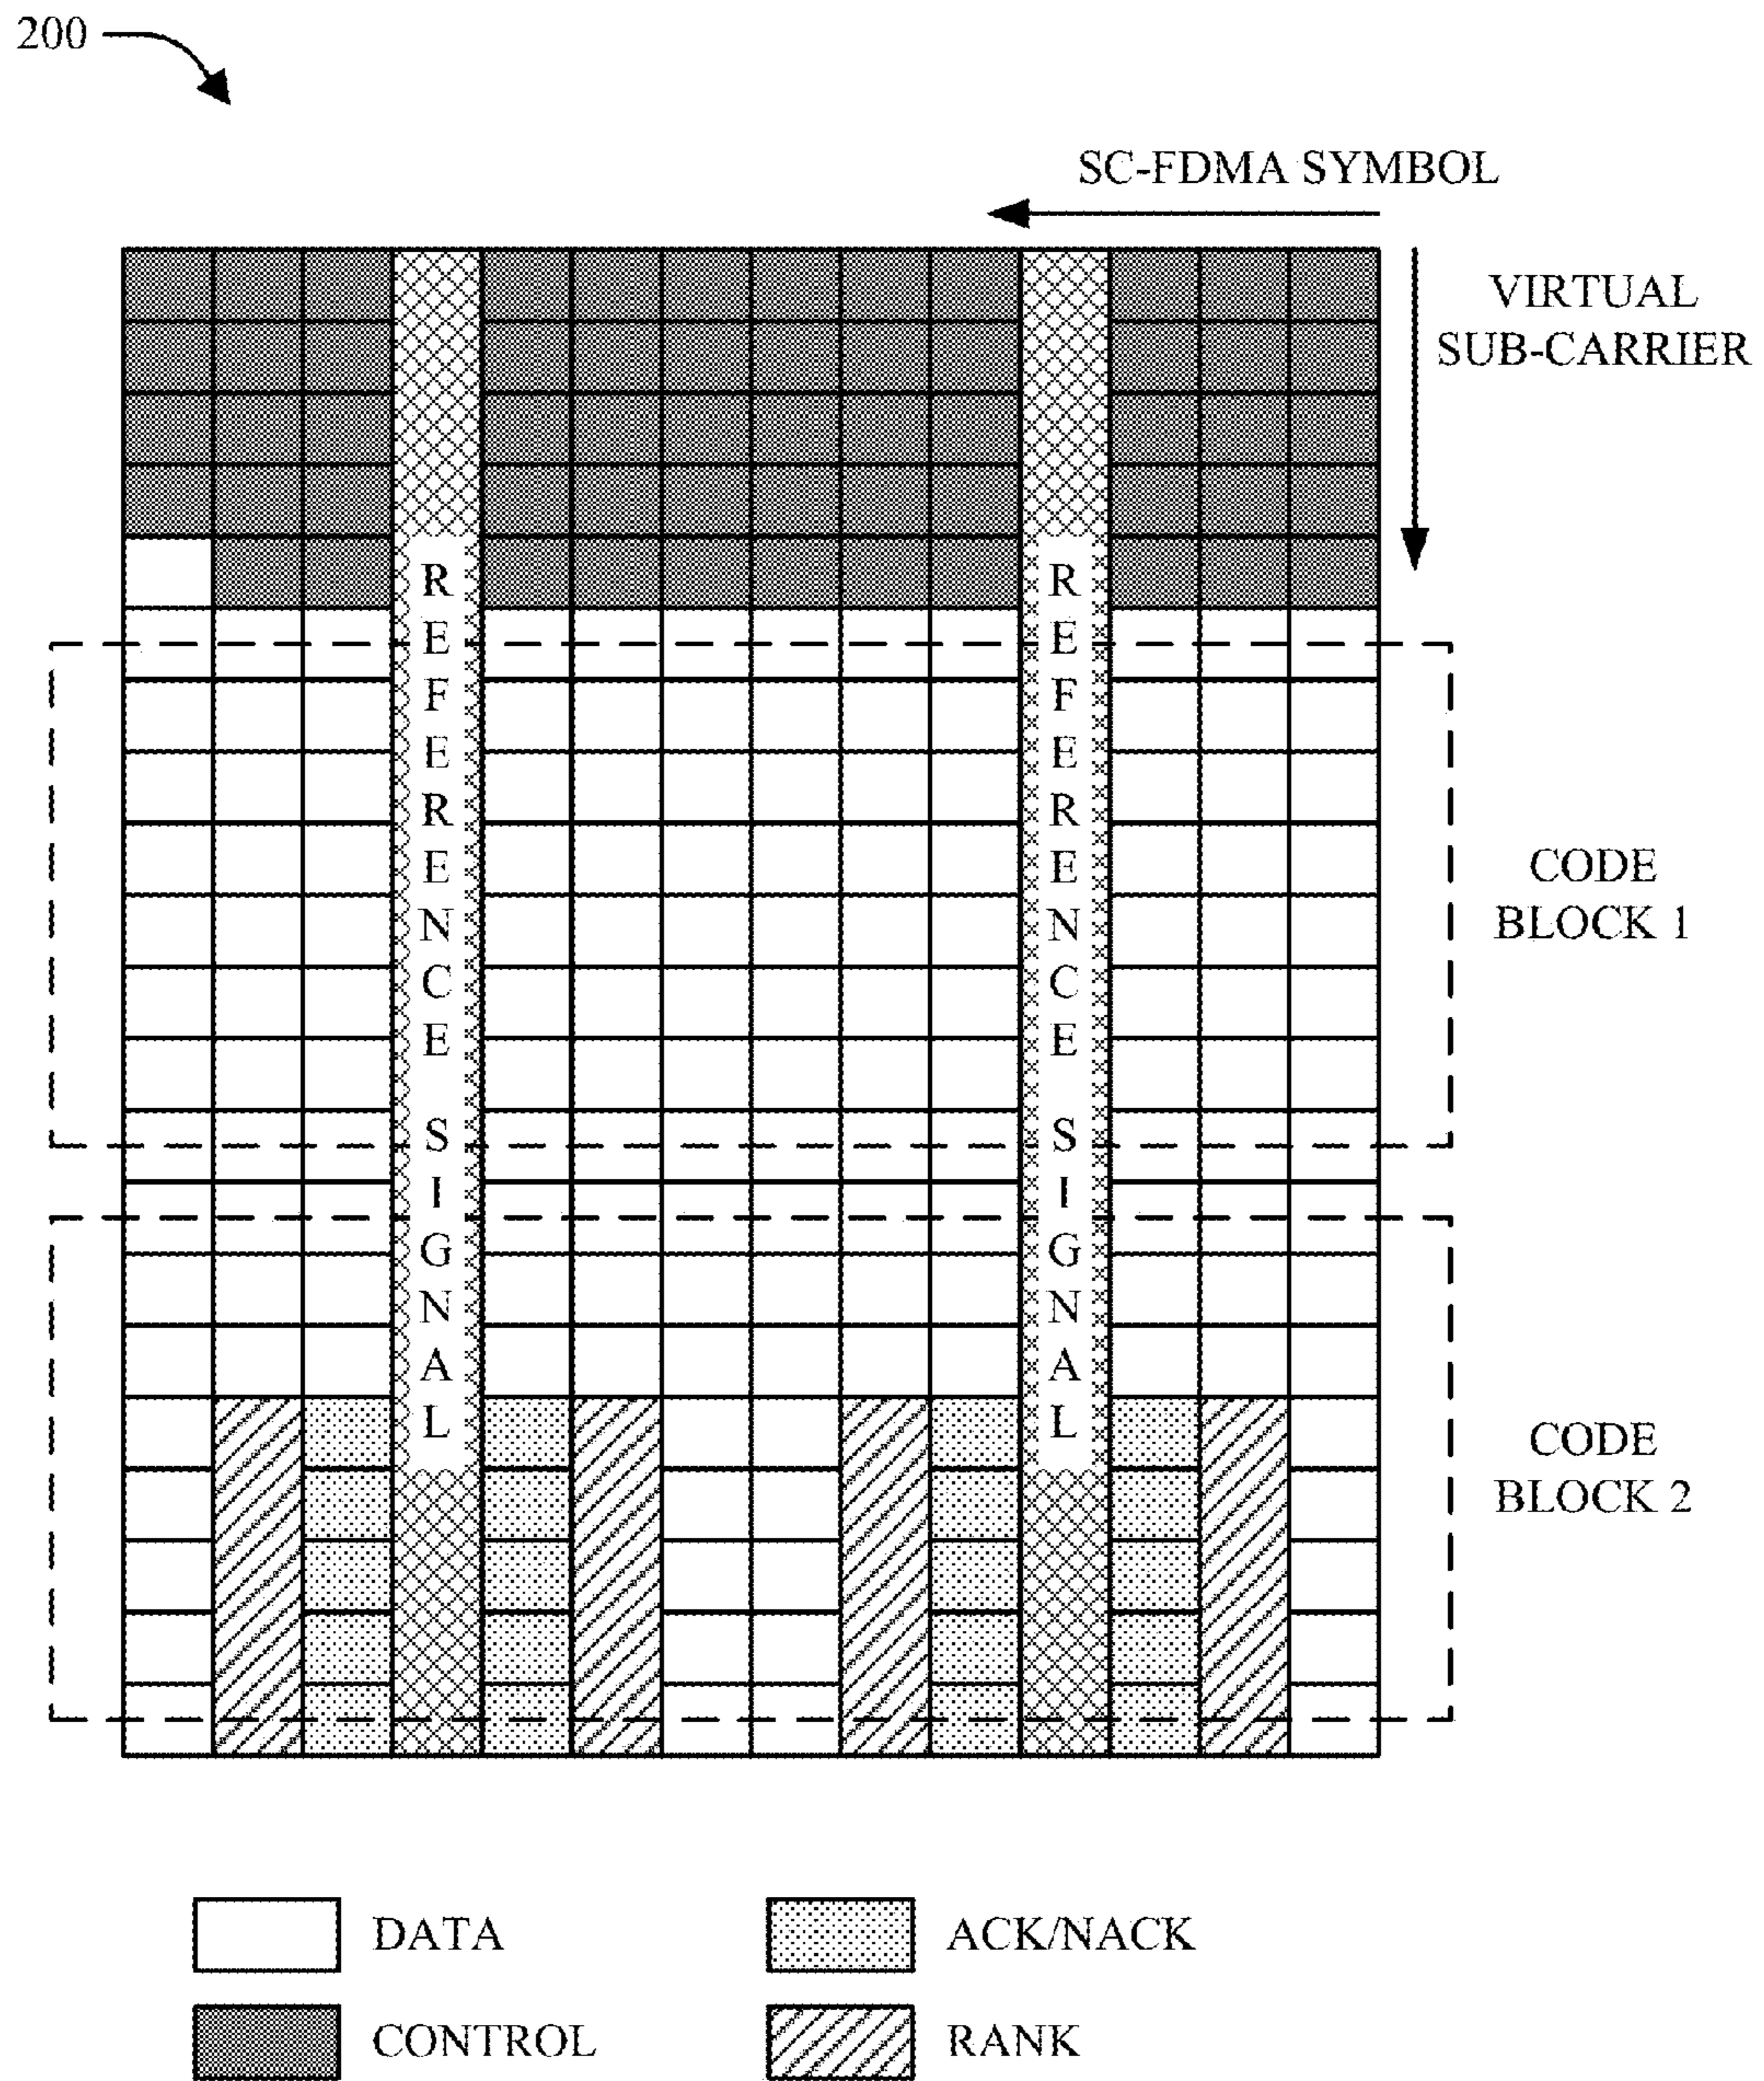 200
SC-FDMA SYMBOL
VIRTUAL
SUB-CARRIER
REFERENCE SIGNAL
REFERENCE SIGNAL
CODE
BLOCK 1
CODE
BLOCK 2
DATA
ACK/NACK
CONTROL
RANK